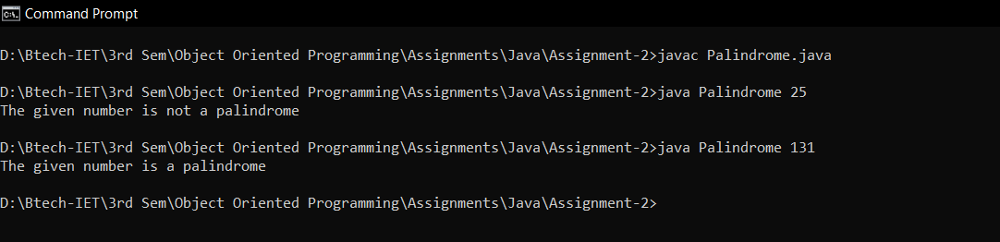 Command Prompt
D:\Btech-IET\3rd Sem\Object Oriented Programming\Assignments\Java\Assignment-2>javac Palindrome.java
D:\Btech-IET\3rd Sem\Object Oriented Programming\Assignments\Java\Assignment-2>java Palindrome 25
The given number is not a palindrome
D:\Btech-IET\3rd Sem\Object Oriented Programming\Assignments\Java\Assignment-2>java Palindrome 131
The given number is a palindrome
D:\Btech-IET\3rd Sem\Object Oriented Programming\Assignments\Java\Assignment-2>